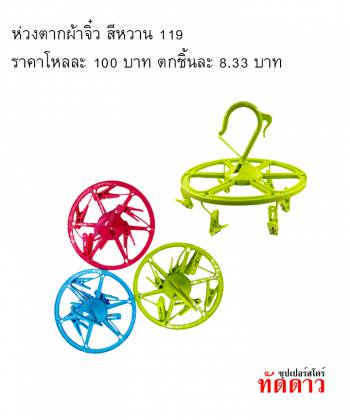 ห่วงตากผ้าจิ๋ว สีหวาน 119
ราคาโหลละ 100 บาท ตกชิ้นละ 8.33 บาท
ซุปเปอร์สโตร์
ทัดดาว